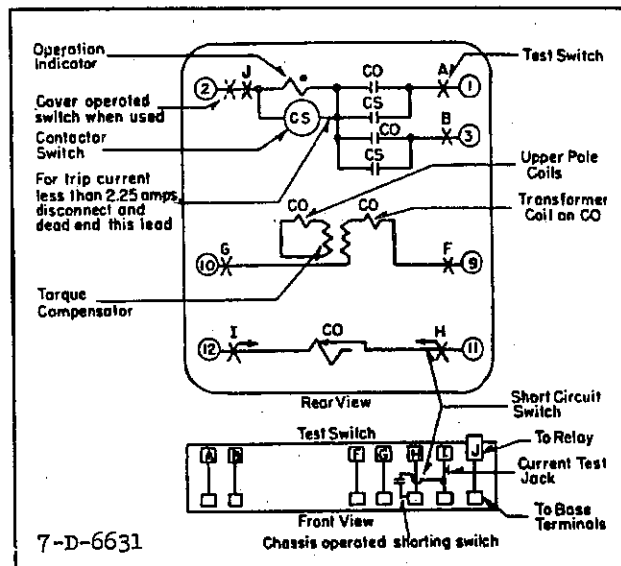 Operation
Indicator
Cover operated
switch when used
Contactor
Switch
For trip current
less than 2.25 amps,
disconnect and
dead end this lead
2
J
CS
CO
CS
CO
CS
A
1
B
3
Test Switch
Upper Pole
Coils
Transformer
Coil on CO
CO
CO
G
10
F
9
Torque
Compensator
I
12
CO
H
11
Rear View
Short Circuit
Switch
Test Switch
A
B
F
G
H
I
J
To Relay
Current Test
Jack
To Base
Terminals
Front View
Chassis operated shorting switch
7-D-6631